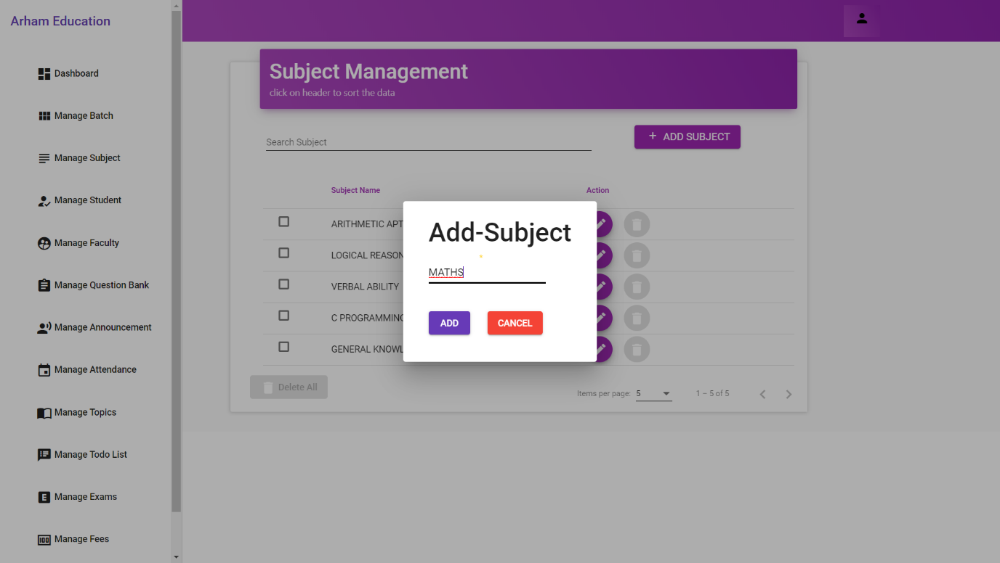 Arham Education
Dashboard
Manage Batch
Manage Subject
Manage Student
Manage Faculty
Manage Question Bank
Manage Announcement
Manage Attendance
Manage Topics
Manage Todo List
Manage Exams
Manage Fees
Subject Management
click on header to sort the data
Search Subject
+ ADD SUBJECT
Subject Name Action
ARITHMETIC APT
LOGICAL REASON
VERBAL ABILITY
C PROGRAMMING
GENERAL KNOWL
Add-Subject
MATHS
ADD CANCEL
Delete All
Items per page: 5 1 – 5 of 5